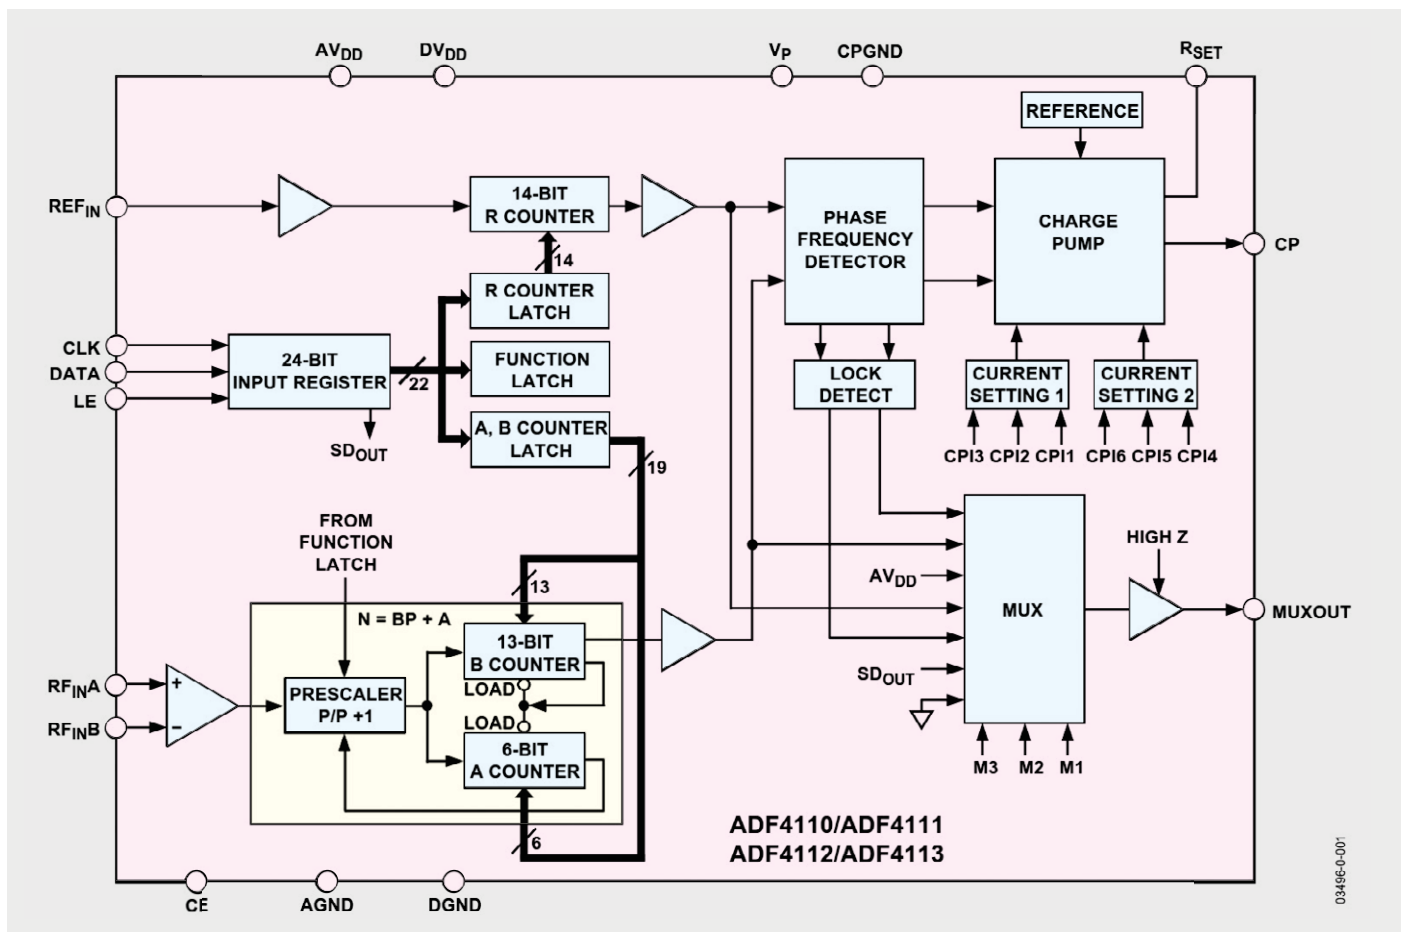 AVDD
DVDD
VP
CPGND
RSET
REFERENCE
REFIN
14-BIT
R COUNTER
PHASE
FREQUENCY
DETECTOR
CHARGE
PUMP
CP
14
R COUNTER
LATCH
CLK
DATA
LE
24-BIT
INPUT REGISTER
22
FUNCTION
LATCH
A, B COUNTER
LATCH
SDOUT
19
LOCK
DETECT
CURRENT
SETTING 1
CURRENT
SETTING 2
CPI3 CPI2 CPI1 CPI6 CPI5 CPI4
FROM
FUNCTION
LATCH
13
N = BP + A
13-BIT
B COUNTER
LOAD
LOAD
6-BIT
A COUNTER
PRESCALER
P/P +1
RFINA
RFINB
+
−
6
AVDD
SDOUT
MUX
HIGH Z
MUXOUT
M3 M2 M1
ADF4110/ADF4111
ADF4112/ADF4113
CE
AGND
DGND
03496-0-001